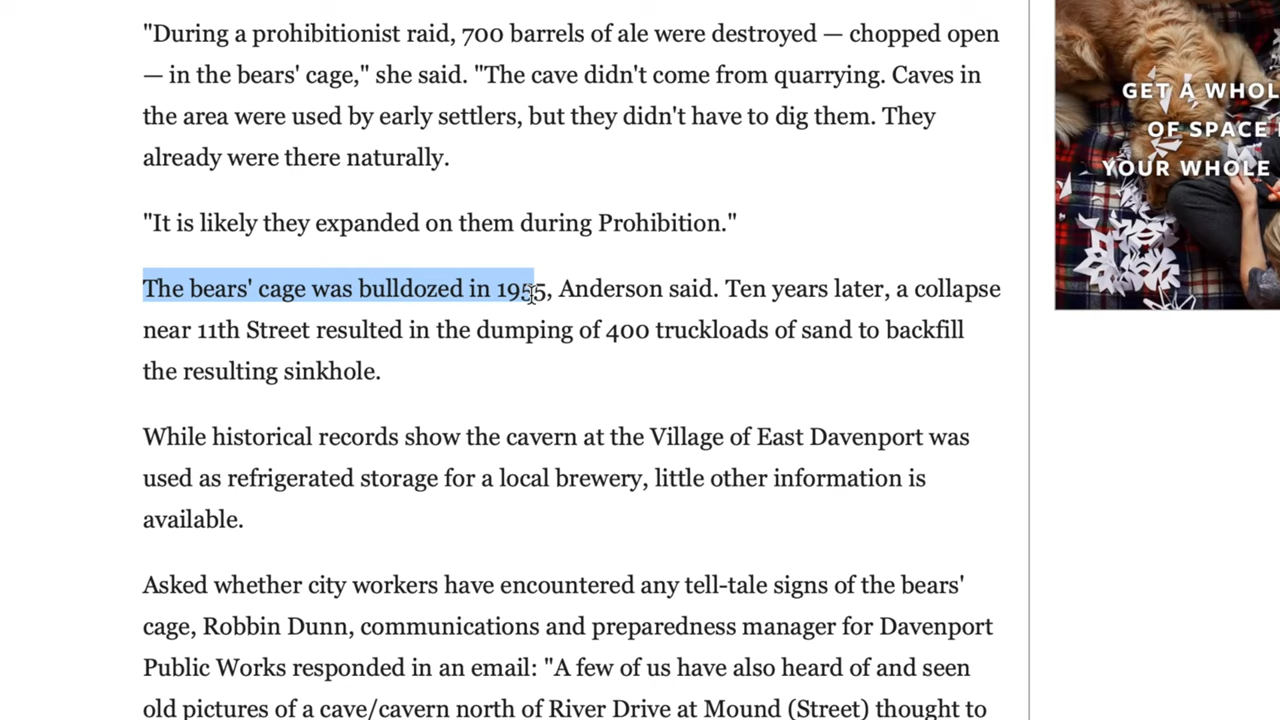 "During a prohibitionist raid, 700 barrels of ale were destroyed — chopped open
— in the bears' cage," she said. "The cave didn't come from quarrying. Caves in
the area were used by early settlers, but they didn't have to dig them. They
already were there naturally.
"It is likely they expanded on them during Prohibition."
The bears' cage was bulldozed in 1955, Anderson said. Ten years later, a collapse
near 11th Street resulted in the dumping of 400 truckloads of sand to backfill
the resulting sinkhole.
While historical records show the cavern at the Village of East Davenport was
used as refrigerated storage for a local brewery, little other information is
available.
Asked whether city workers have encountered any tell-tale signs of the bears'
cage, Robbin Dunn, communications and preparedness manager for Davenport
Public Works responded in an email: "A few of us have also heard of and seen
old pictures of a cave/cavern north of River Drive at Mound (Street) thought to
GET A WHOL
OF SPACE
YOUR WHOLE